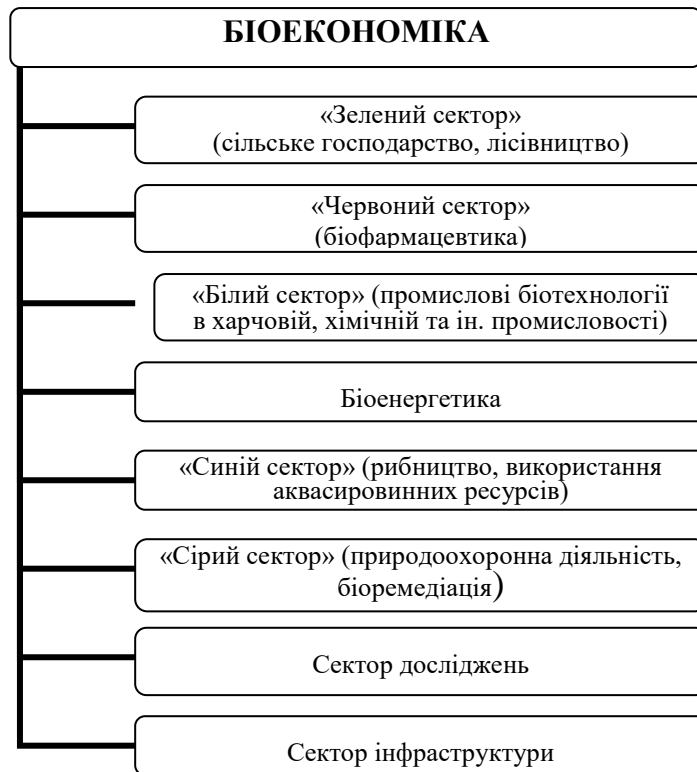 БІОЕКОНОМІКА
«Зелений сектор»
(сільське господарство, лісівництво)
«Червоний сектор»
(біофармацевтика)
«Білий сектор» (промислові біотехнології
в харчовій, хімічній та ін. промисловості)
Біоенергетика
«Синій сектор» (рибництво, використання
аквасировинних ресурсів)
«Сірий сектор» (природоохоронна діяльність,
біоремедіація)
Сектор досліджень
Сектор інфраструктури